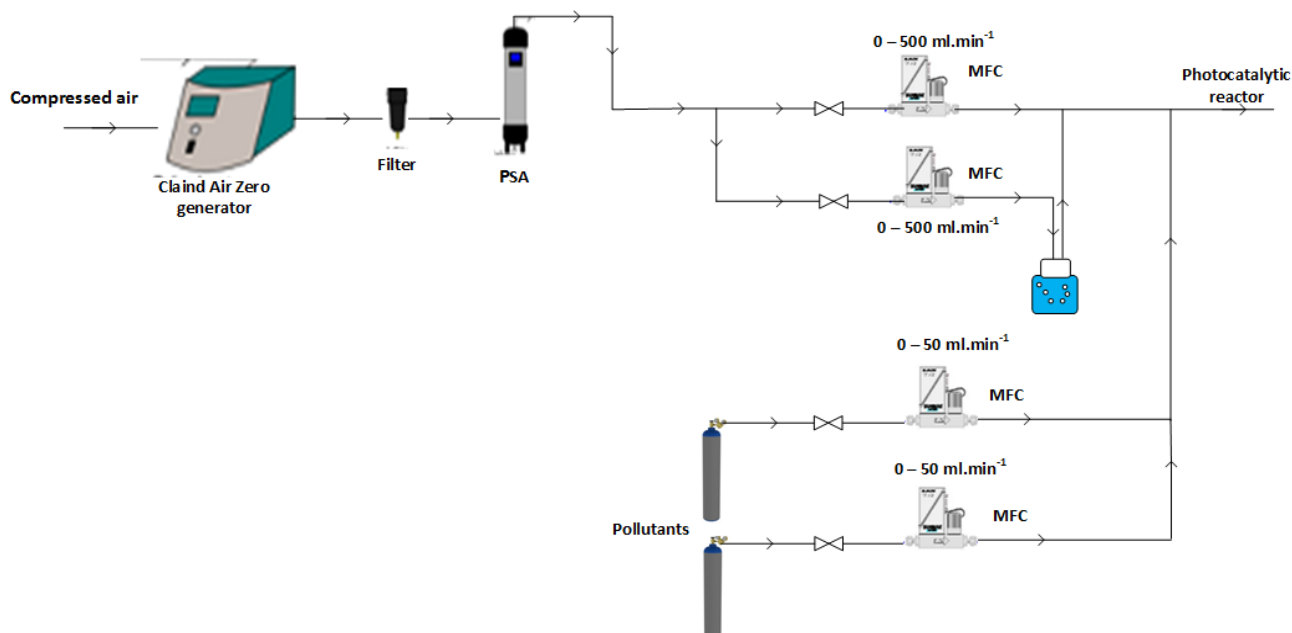 0 – 500 ml.min⁻¹
MFC
Photocatalytic
reactor
Compressed air
Filter
PSA
Claind Air Zero
generator
MFC
0 – 500 ml.min⁻¹
0 – 50 ml.min⁻¹
MFC
0 – 50 ml.min⁻¹
MFC
Pollutants